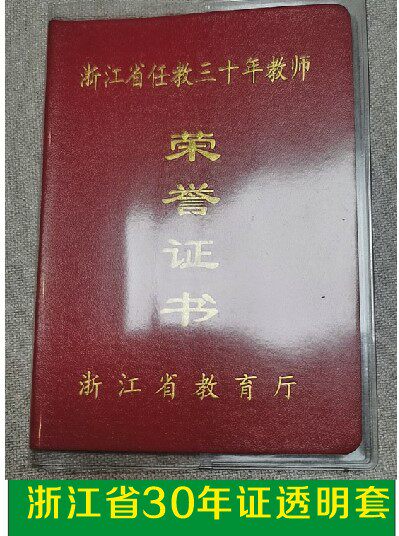 浙江省任教三十年教师
荣
誉
证
书
浙江省教育厅
浙江省30年证透明套